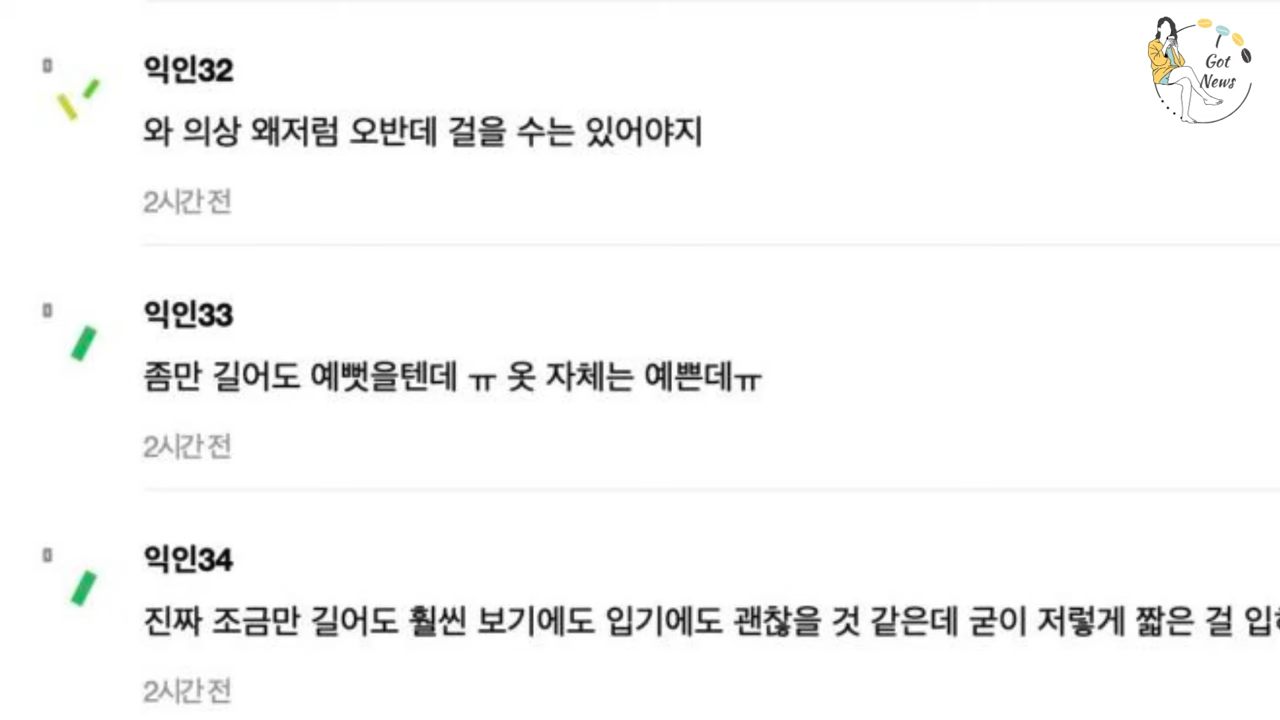 Got
News
익인32
와 의상 왜저럼 오반데 걸을 수는 있어야지
2시간 전
익인33
좀만 길어도 예뻤을텐데 ㅠ 옷 자체는 예쁜데ㅠ
2시간 전
익인34
진짜 조금만 길어도 훨씬 보기에도 입기에도 괜찮을 것 같은데 굳이 저렇게 짧은 걸
2시간 전